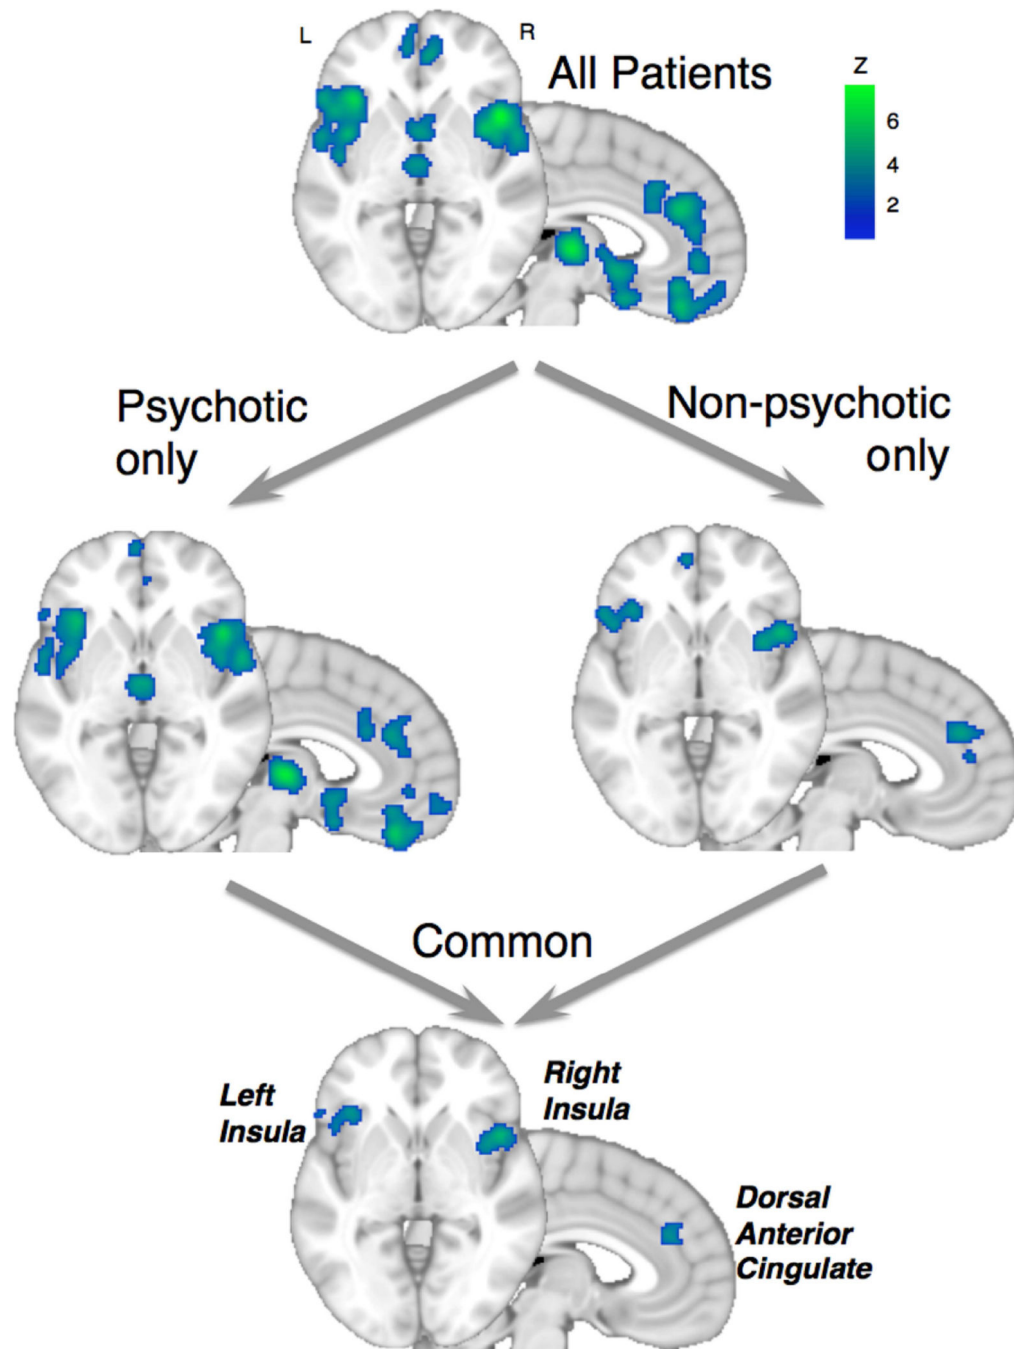 L
R
All Patients
Z
6
4
2
Psychotic
only
Non-psychotic
only
Common
Left
Insula
Right
Insula
Dorsal
Anterior
Cingulate